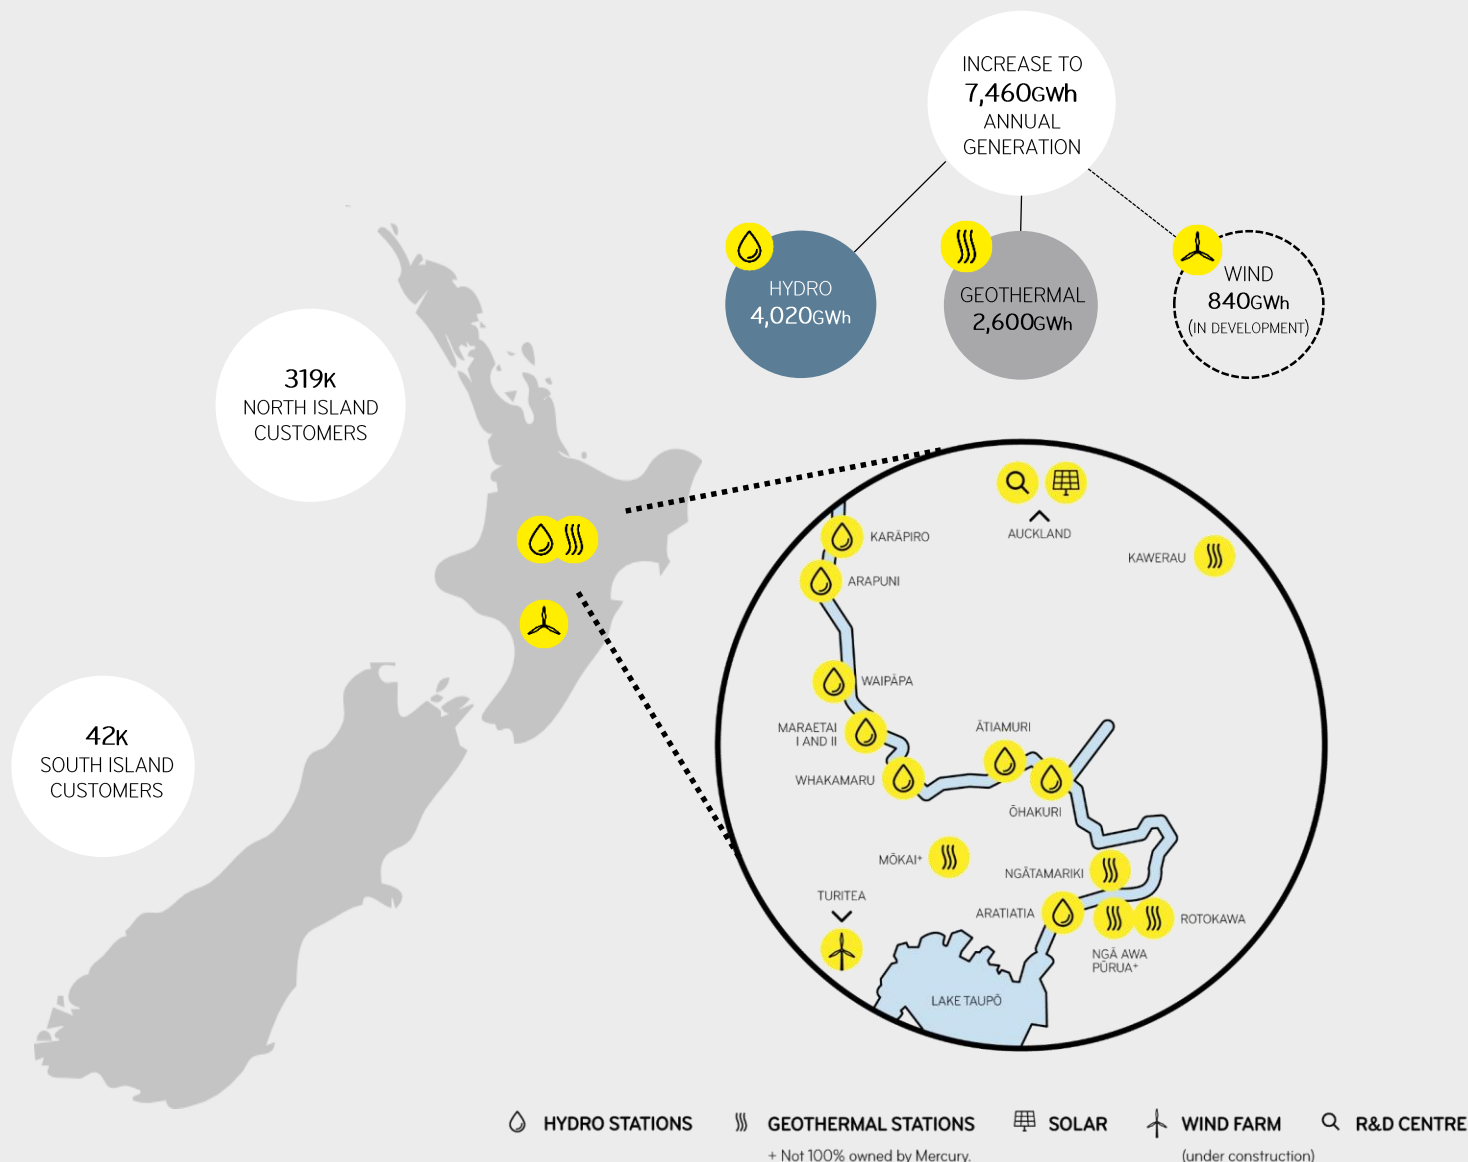 INCREASE TO
7,460GWh
ANNUAL
GENERATION
HYDRO
4,020GWh
GEOTHERMAL
2,600GWh
WIND
840GWh
(IN DEVELOPMENT)
319K
NORTH ISLAND
CUSTOMERS
42K
SOUTH ISLAND
CUSTOMERS
AUCKLAND
KARĀPIRO
KAWERAU
ARAPUNI
WAIPĀPA
MARAETAI
I AND II
ĀTIAMURI
WHAKAMARU
ŌHAKURI
MŌKAI+
NGĀTAMARIKI
TURITEA
ARATIATIA
ROTOKAWA
NGĀ AWA
PŪRUA+
LAKE TAUPŌ
HYDRO STATIONS
GEOTHERMAL STATIONS
+ Not 100% owned by Mercury.
SOLAR
WIND FARM
(under construction)
R&D CENTRE